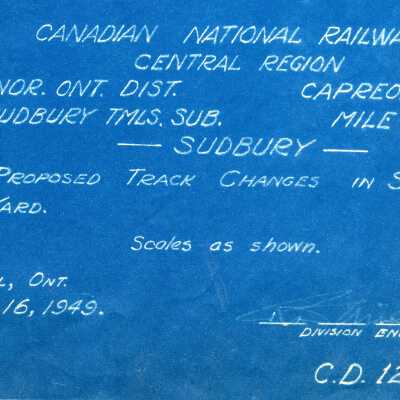 CANADIAN NATIONAL RAILWA
CENTRAL REGION
NOR. ONT. DIST. CAPREO
UDBURY TMLS. SUB. MILE
— SUDBURY —
PROPOSED TRACK CHANGES IN S
YARD.
Scales as shown.
L, ONT.
16, 1949.
DIVISION EN
C.D. 12